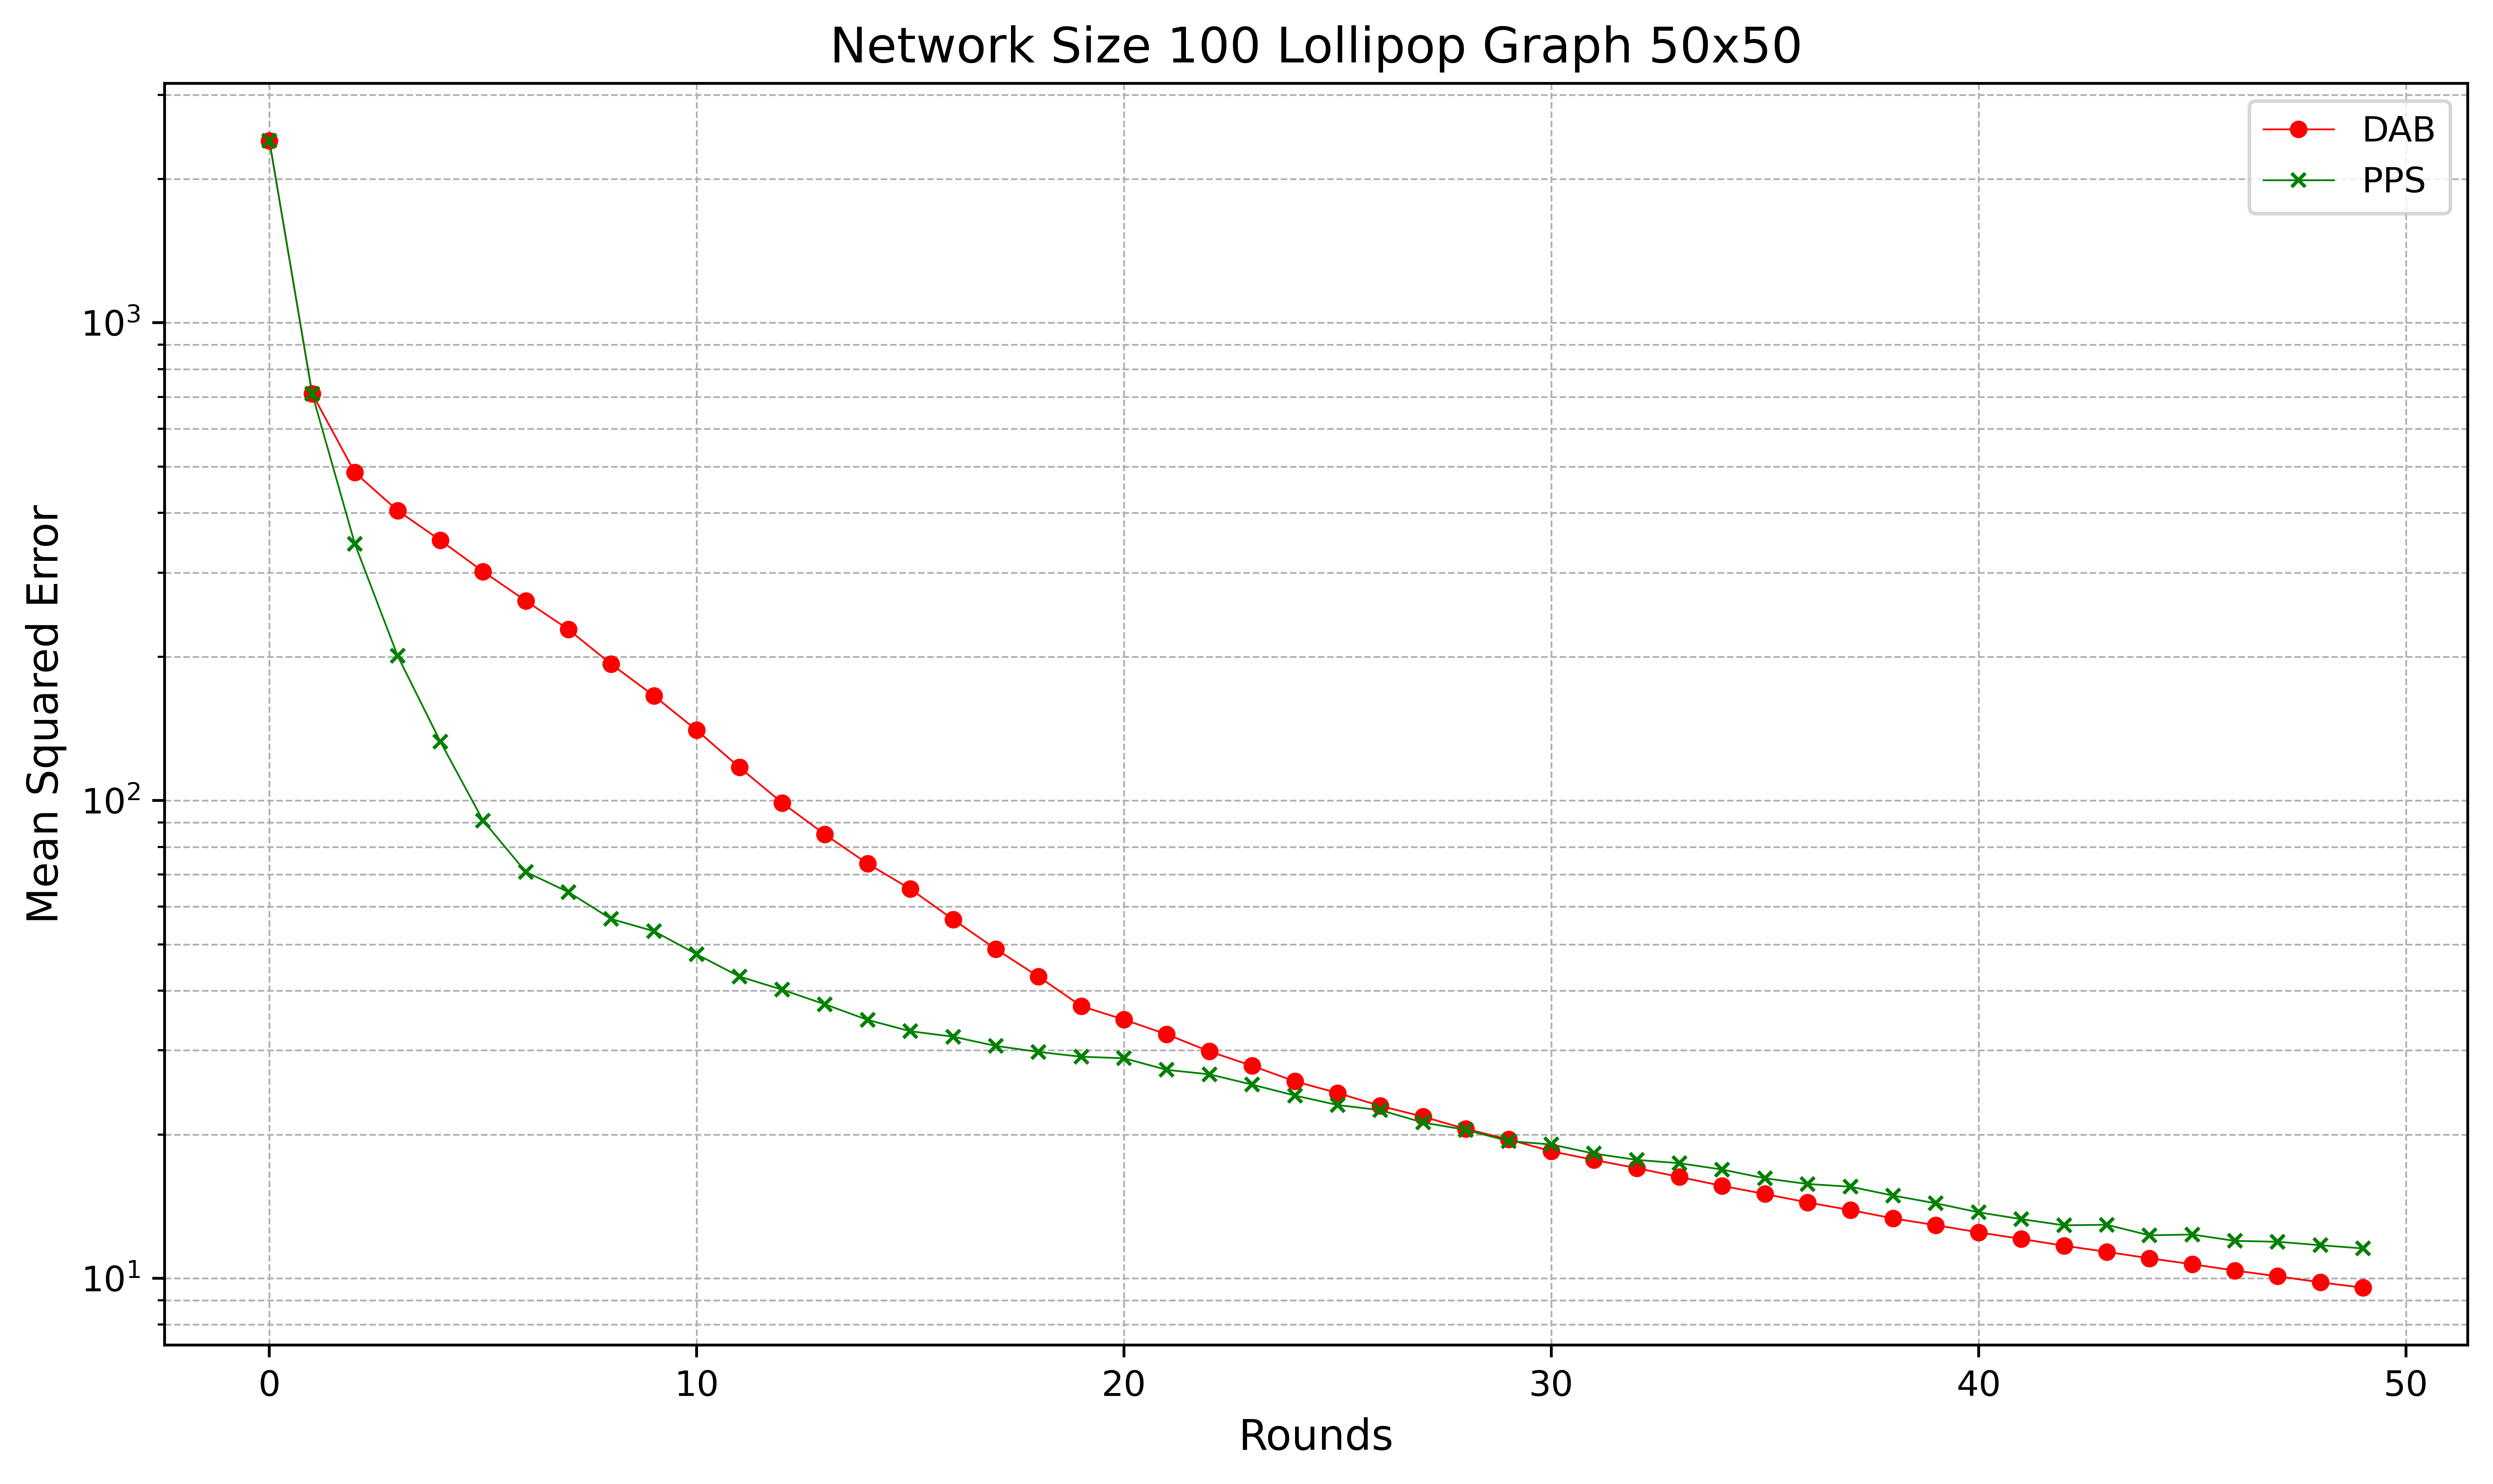 Network Size 100 Lollipop Graph 50x50
DAB
PPS
Mean Squared Error
10³
10²
10¹
0 10 20 30 40 50
Rounds